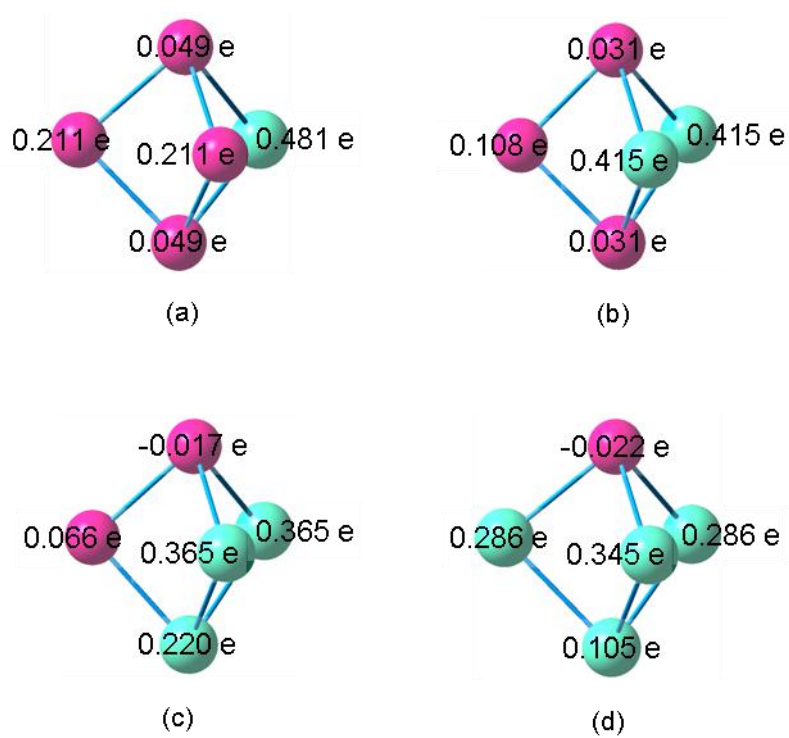 0.049 e
0.211 e
0.211 e
0.481 e
0.049 e
(a)
0.031 e
0.108 e
0.415 e
0.415 e
0.031 e
(b)
-0.017 e
0.066 e
0.365 e
0.365 e
0.220 e
(c)
-0.022 e
0.286 e
0.345 e
0.286 e
0.105 e
(d)